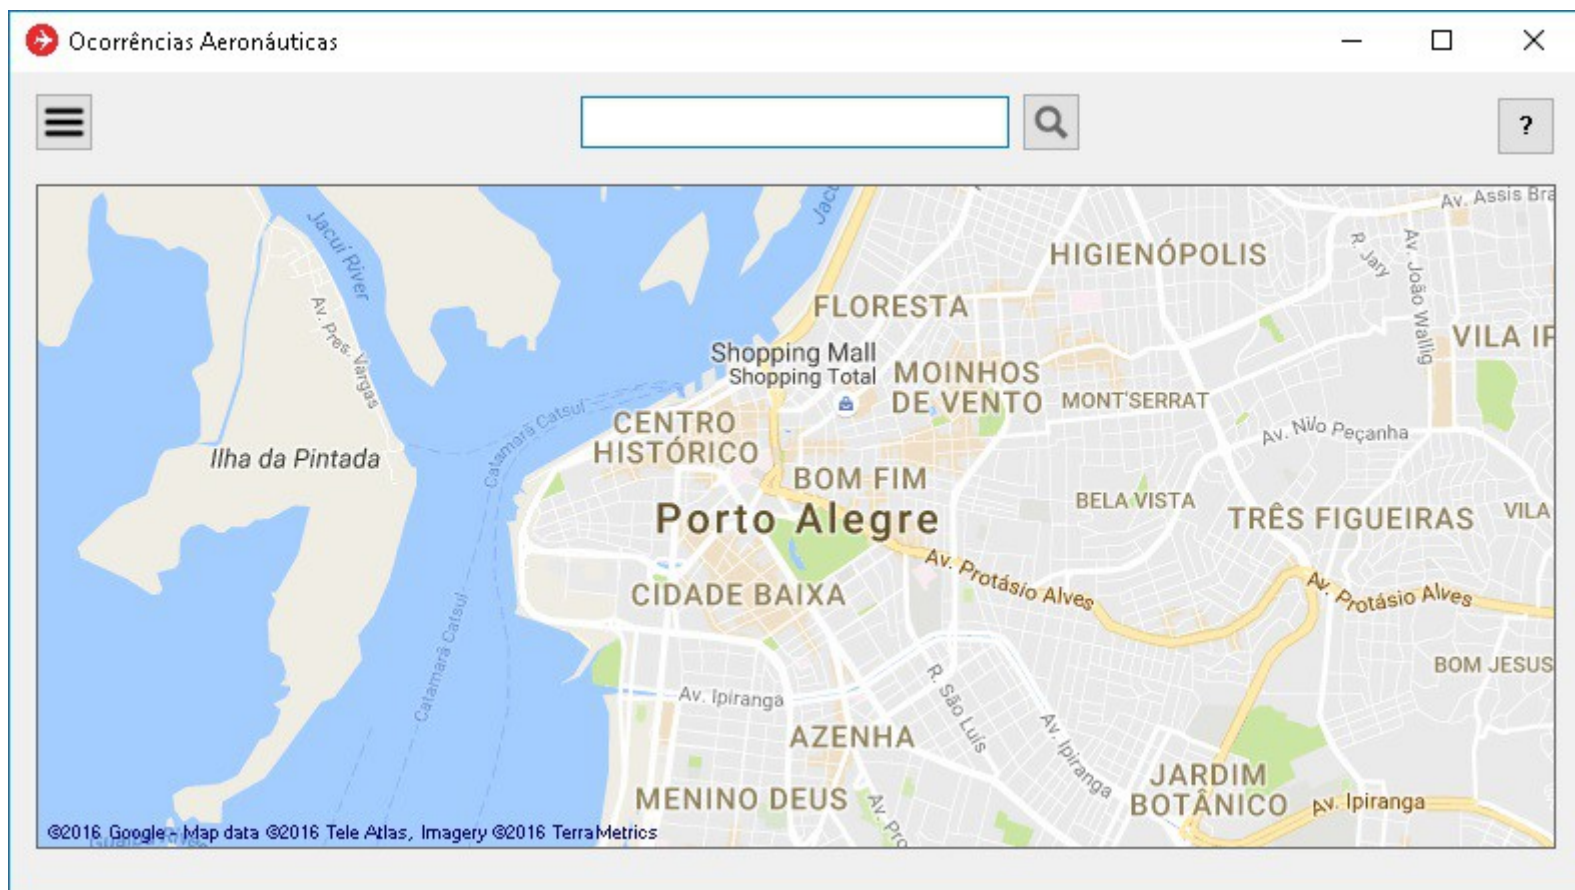 Ocorrências Aeronáuticas
?
Av. Assis Bra
Jacuí River
Jacu
HIGIENÓPOLIS
R. Jary
Av. João Wallig
FLORESTA
Av. Pres. Vargas
VILA IP
Shopping Mall
Shopping Total
MOINHOS
DE VENTO
MONT'SERRAT
Catamarã Catsul
CENTRO
HISTÓRICO
Av. Nilo Peçanha
Ilha da Pintada
BOM FIM
BELA VISTA
Porto Alegre
TRÊS FIGUEIRAS
VILA
Av. Protásio Alves
Av. Protásio Alves
CIDADE BAIXA
Catamarã Catsul
BOM JESUS
Av. Ipiranga
R. São Luís
Av. Ipiranga
AZENHA
JARDIM
BOTÂNICO
MENINO DEUS
Av. Pro
Av. Ipiranga
©2016 Google - Map data ©2016 Tele Atlas, Imagery ©2016 TerraMetrics